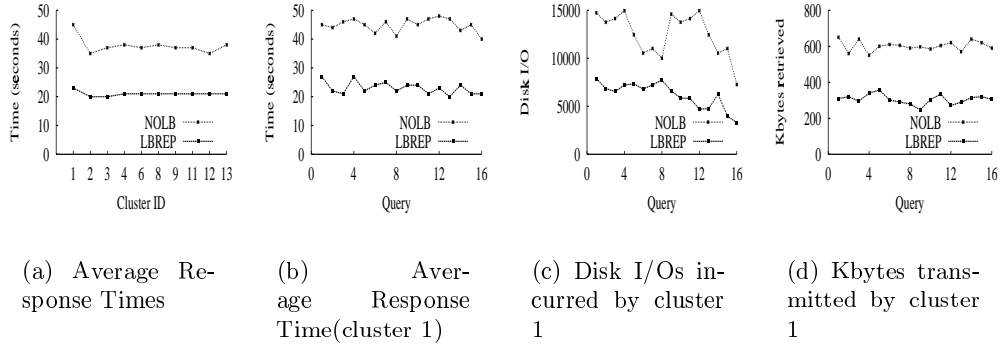 50
40
30
20
10
0
Time (seconds)
NOLB
LBREP
1 2 3 4 6 8 9 11 12 13
Cluster ID
50
40
30
20
10
0
Time (seconds)
NOLB
LBREP
0 4 8 12 16
Query
15000
10000
5000
0
Disk I/O
NOLB
LBREP
0 4 8 12 16
Query
800
600
400
200
0
Kbytes retrieved
NOLB
LBREP
0 4 8 12 16
Query
(a) Average Re-
sponse Times
(b) Aver-
age Response
Time(cluster 1)
(c) Disk I/Os in-
curred by cluster
1
(d) Kbytes trans-
mitted by cluster
1